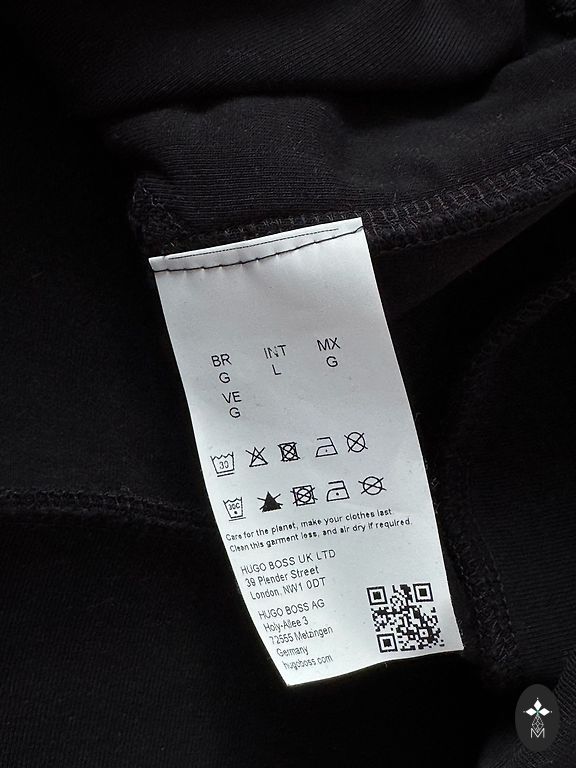 BR INT MX
G L G
VE
G
30
30C
Care for the planet, make your clothes last.
Clean this garment less, and air dry if required.
HUGO BOSS UK LTD
39 Plender Street
London, NW1 0DT
HUGO BOSS AG
Holy-Allee 3
72555 Metzingen
Germany
hugoboss.com
M